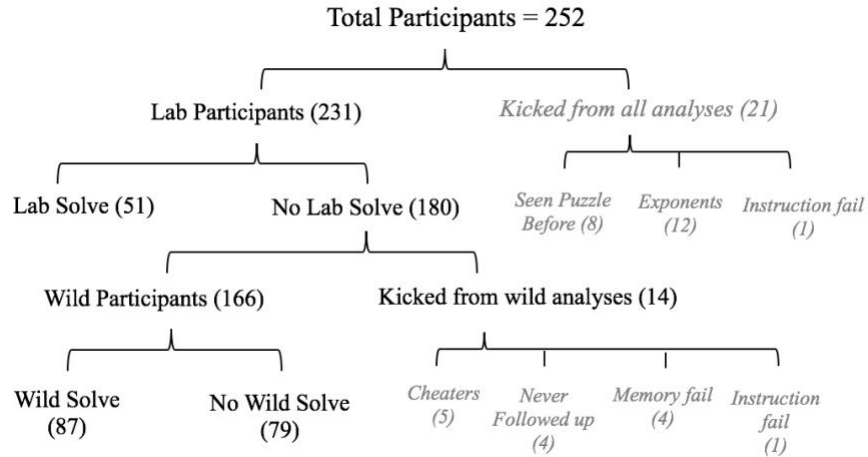 Total Participants = 252
Lab Participants (231)
Kicked from all analyses (21)
Lab Solve (51)
No Lab Solve (180)
Seen Puzzle
Before (8)
Exponents
(12)
Instruction fail
(1)
Wild Participants (166)
Kicked from wild analyses (14)
Wild Solve
(87)
No Wild Solve
(79)
Cheaters
(5)
Never
Followed up
(4)
Memory fail
(4)
Instruction
fail
(1)